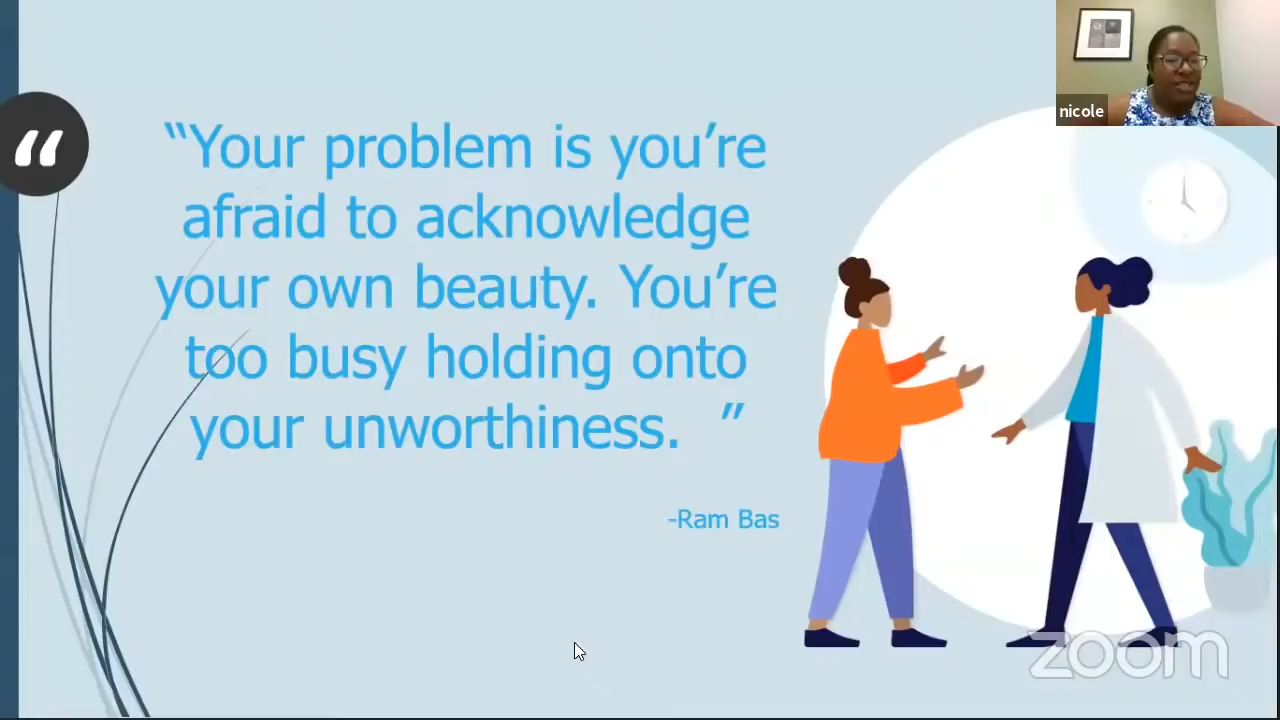 “Your problem is you’re
afraid to acknowledge
your own beauty. You’re
too busy holding onto
your unworthiness. ”
-Ram Bas
nicole
zoom